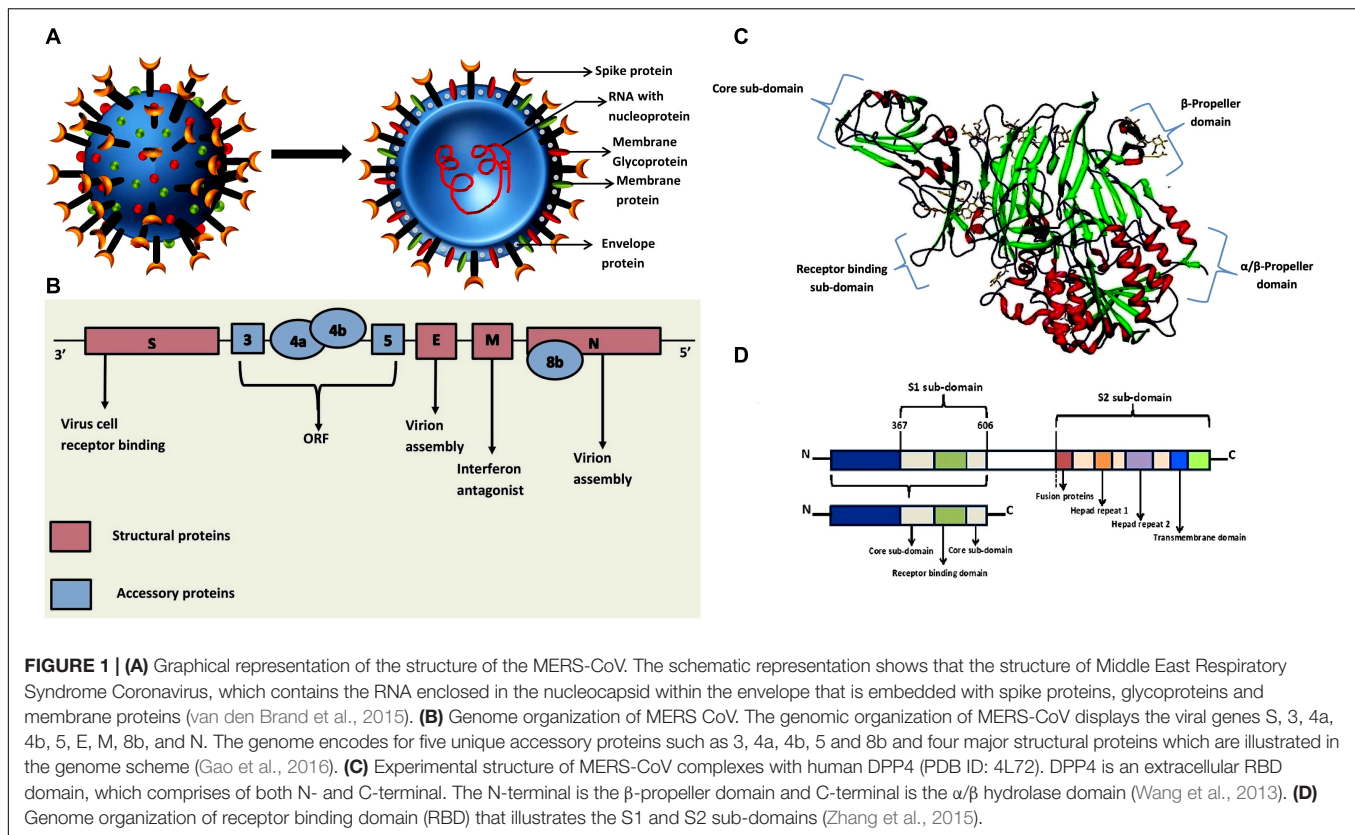 A
Spike protein
RNA with
nucleoprotein
Membrane
Glycoprotein
Membrane
protein
Envelope
protein
B
3’
S
3
4a
4b
5
E
M
N
8b
5’
Virus cell
receptor binding
ORF
Virion
assembly
Interferon
antagonist
Virion
assembly
Structural proteins
Accessory proteins
C
Core sub-domain
β-Propeller
domain
Receptor binding
sub-domain
α/β-Propeller
domain
D
S1 sub-domain
S2 sub-domain
367
606
N
C
Fusion proteins
Hepad repeat 1
Hepad repeat 2
Transmembrane domain
N
C
Core sub-domain
Core sub-domain
Receptor binding domain
FIGURE 1 | (A) Graphical representation of the structure of the MERS-CoV. The schematic representation shows that the structure of Middle East Respiratory
Syndrome Coronavirus, which contains the RNA enclosed in the nucleocapsid within the envelope that is embedded with spike proteins, glycoproteins and
membrane proteins (van den Brand et al., 2015). (B) Genome organization of MERS CoV. The genomic organization of MERS-CoV displays the viral genes S, 3, 4a,
4b, 5, E, M, 8b, and N. The genome encodes for five unique accessory proteins such as 3, 4a, 4b, 5 and 8b and four major structural proteins which are illustrated in
the genome scheme (Gao et al., 2016). (C) Experimental structure of MERS-CoV complexes with human DPP4 (PDB ID: 4L72). DPP4 is an extracellular RBD
domain, which comprises of both N- and C-terminal. The N-terminal is the β-propeller domain and C-terminal is the α/β hydrolase domain (Wang et al., 2013). (D)
Genome organization of receptor binding domain (RBD) that illustrates the S1 and S2 sub-domains (Zhang et al., 2015).